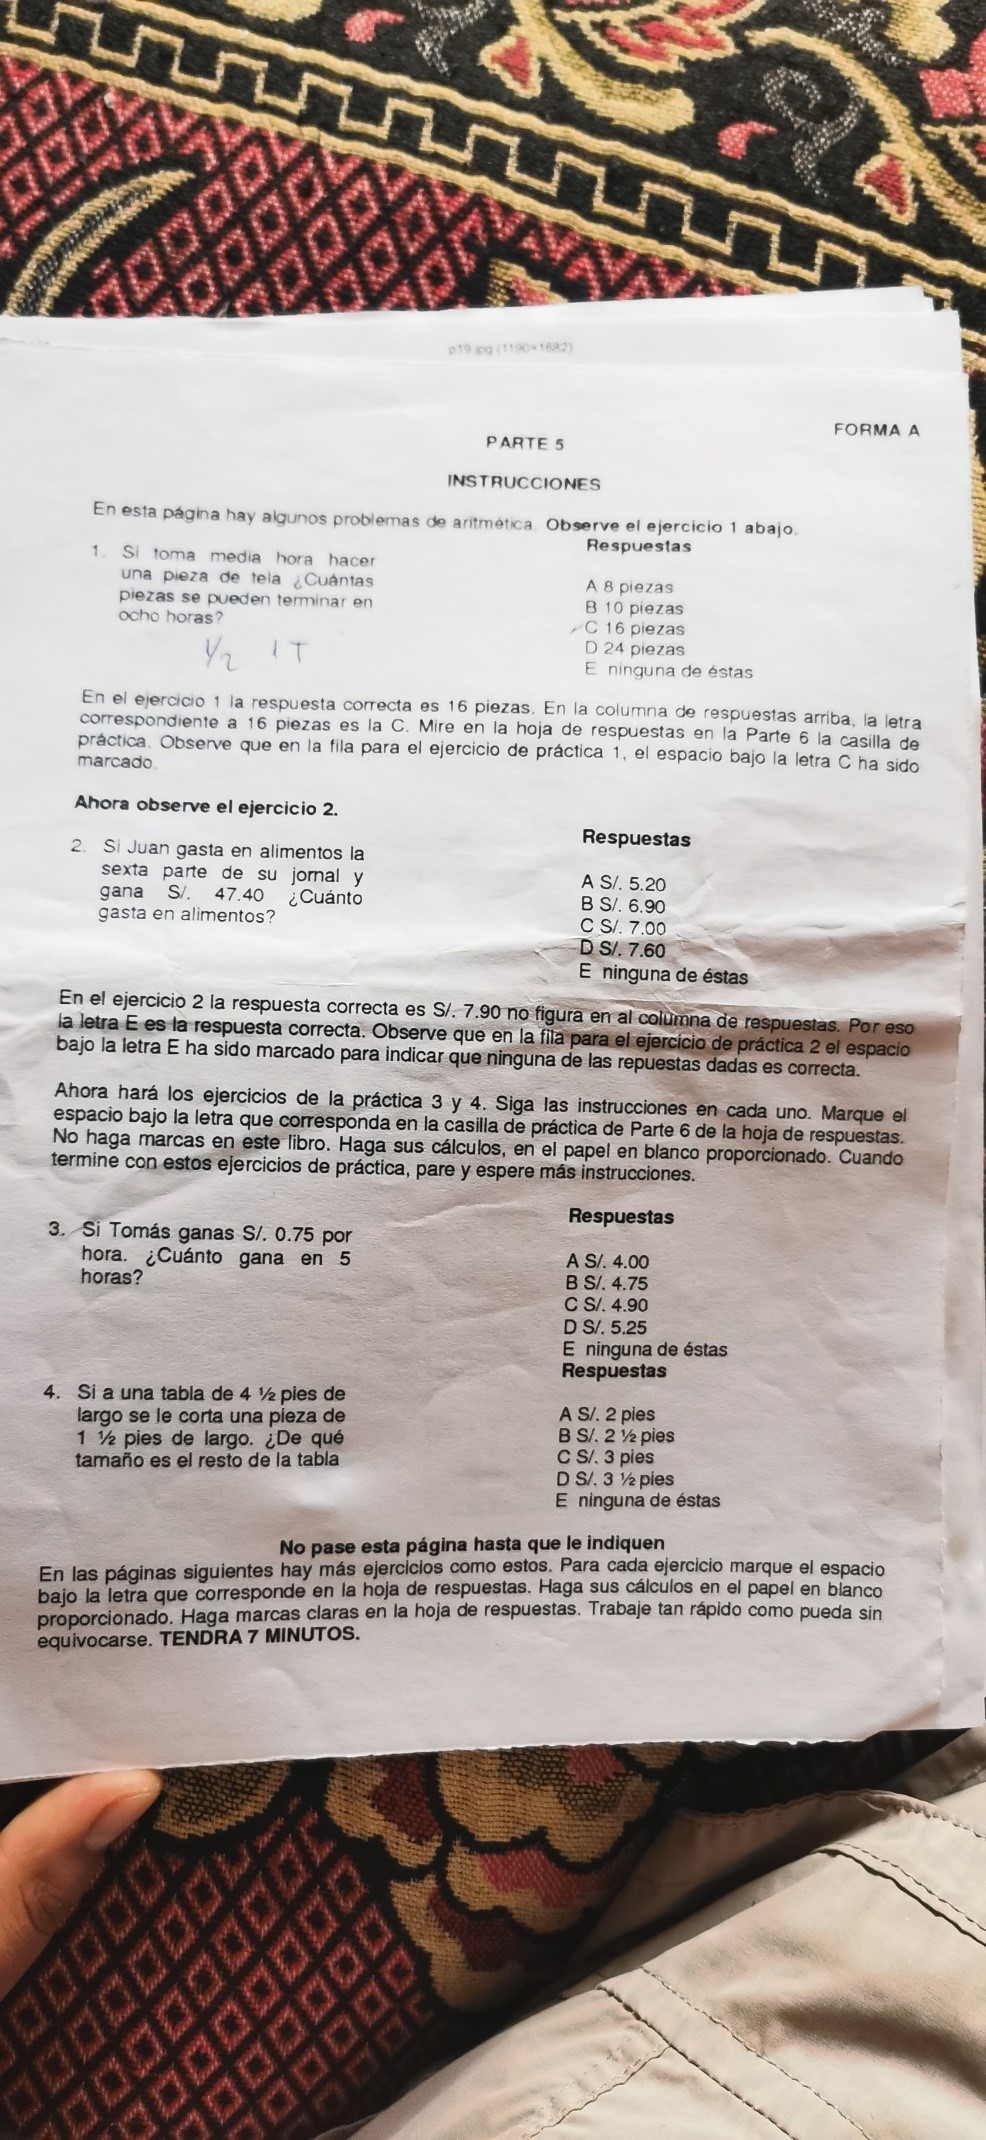 p19.jpg (1190×1682)
FORMA A
PARTE 5
INSTRUCCIONES
En esta página hay algunos problemas de aritmética. Observe el ejercicio 1 abajo.
Respuestas
1. Si toma media hora hacer
una pieza de tela ¿Cuántas
piezas se pueden terminar en
ocho horas?
A 8 piezas
B 10 piezas
C 16 piezas
D 24 piezas
E ninguna de éstas
1/2 1 T
En el ejercicio 1 la respuesta correcta es 16 piezas. En la columna de respuestas arriba, la letra
correspondiente a 16 piezas es la C. Mire en la hoja de respuestas en la Parte 6 la casilla de
práctica. Observe que en la fila para el ejercicio de práctica 1, el espacio bajo la letra C ha sido
marcado.
Ahora observe el ejercicio 2.
2. Si Juan gasta en alimentos la
sexta parte de su jornal y
gana S/. 47.40 ¿Cuánto
gasta en alimentos?
Respuestas
A S/. 5.20
B S/. 6.90
C S/. 7.00
D S/. 7.60
E ninguna de éstas
En el ejercicio 2 la respuesta correcta es S/. 7.90 no figura en al columna de respuestas. Por eso
la letra E es la respuesta correcta. Observe que en la fila para el ejercicio de práctica 2 el espacio
bajo la letra E ha sido marcado para indicar que ninguna de las repuestas dadas es correcta.
Ahora hará los ejercicios de la práctica 3 y 4. Siga las instrucciones en cada uno. Marque el
espacio bajo la letra que corresponda en la casilla de práctica de Parte 6 de la hoja de respuestas.
No haga marcas en este libro. Haga sus cálculos, en el papel en blanco proporcionado. Cuando
termine con estos ejercicios de práctica, pare y espere más instrucciones.
3. Si Tomás ganas S/. 0.75 por
hora. ¿Cuánto gana en 5
horas?
Respuestas
A S/. 4.00
B S/. 4.75
C S/. 4.90
D S/. 5.25
E ninguna de éstas
Respuestas
4. Si a una tabla de 4 ½ pies de
largo se le corta una pieza de
1 ½ pies de largo. ¿De qué
tamaño es el resto de la tabla
A S/. 2 pies
B S/. 2 ½ pies
C S/. 3 pies
D S/. 3 ½ pies
E ninguna de éstas
No pase esta página hasta que le indiquen
En las páginas siguientes hay más ejercicios como estos. Para cada ejercicio marque el espacio
bajo la letra que corresponde en la hoja de respuestas. Haga sus cálculos en el papel en blanco
proporcionado. Haga marcas claras en la hoja de respuestas. Trabaje tan rápido como pueda sin
equivocarse. TENDRA 7 MINUTOS.